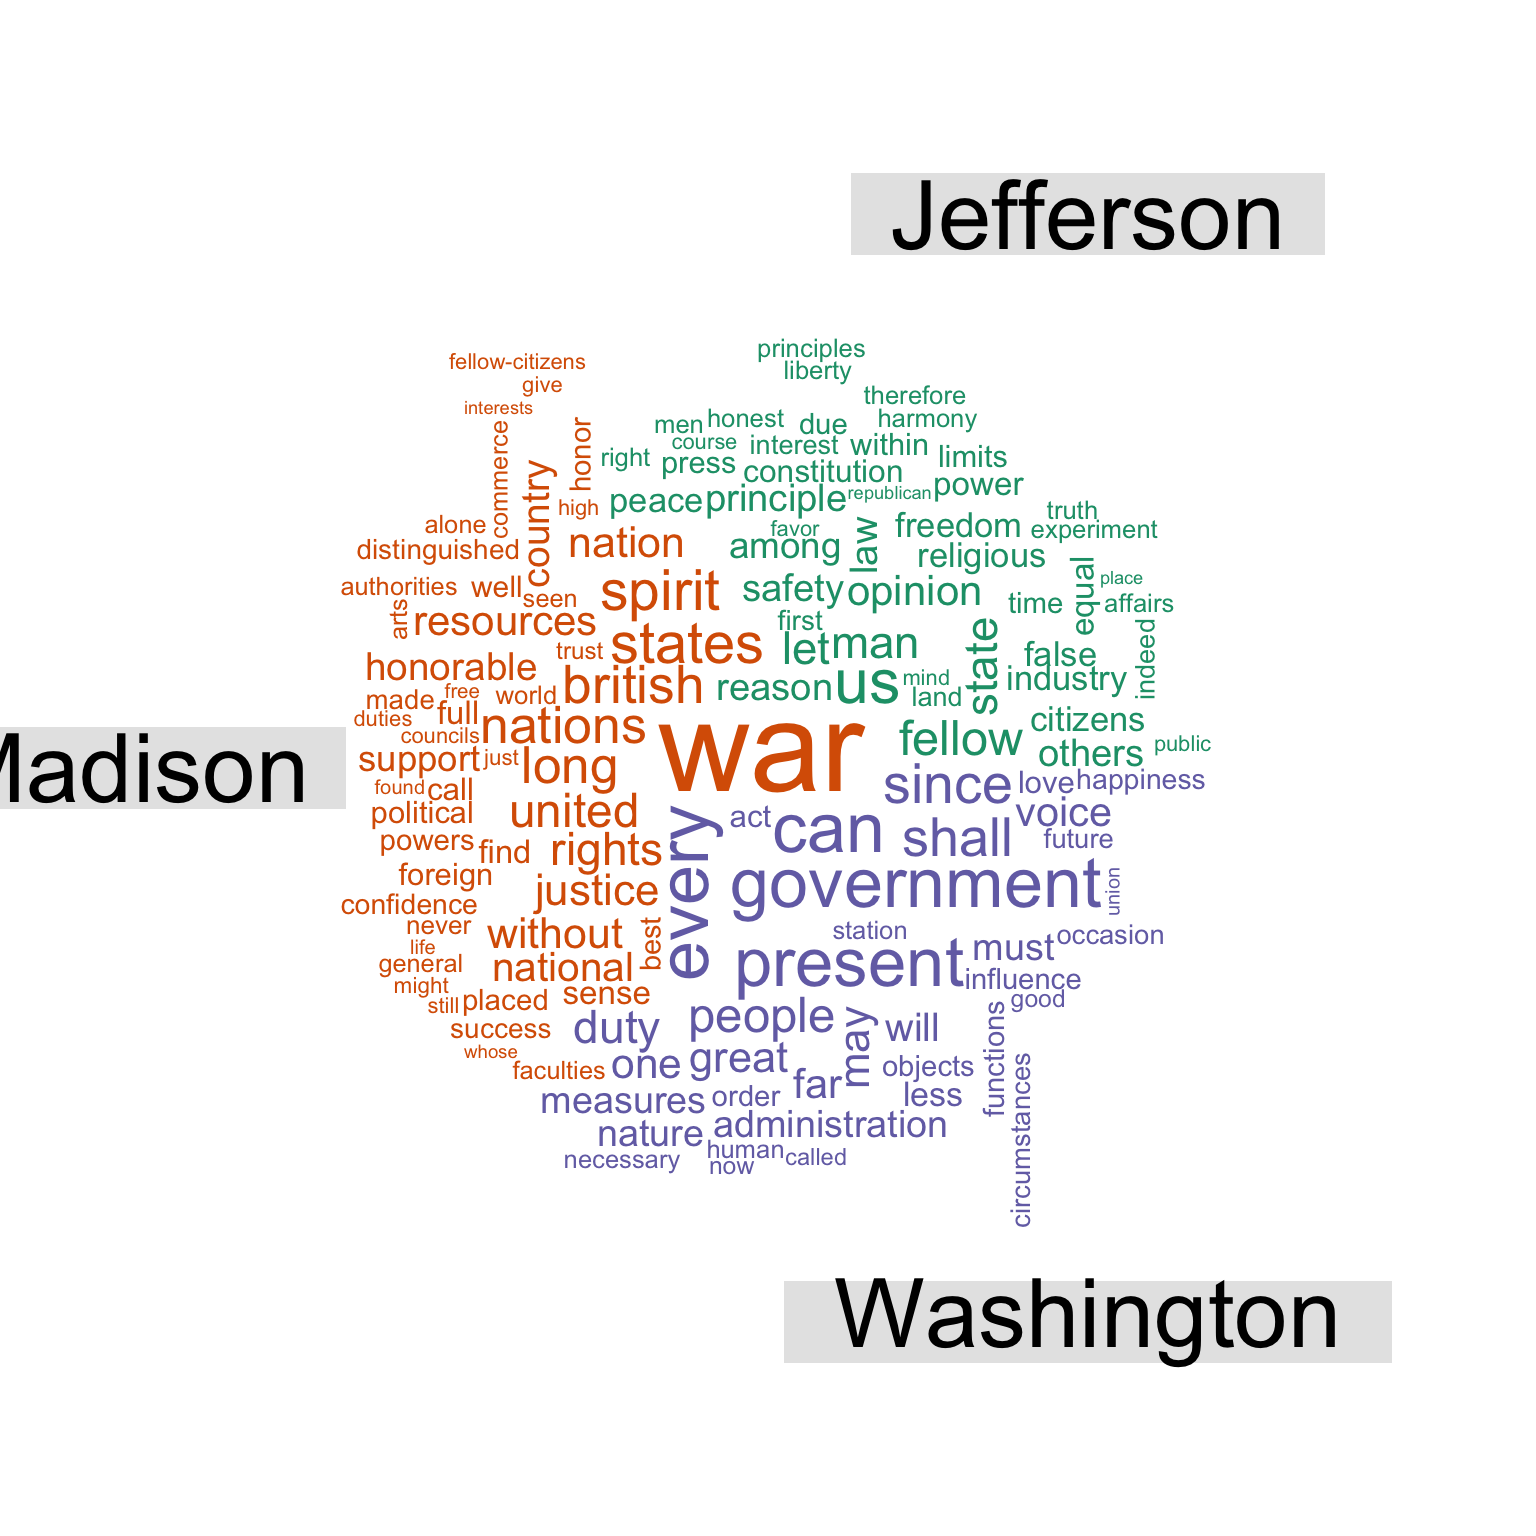 Jefferson
principles
liberty
fellow-citizens
give
therefore
interests
men honest due harmony
commerce
honor
course interest within
right press constitution limits
country
high peace principle republican power
alone favor law freedom truth
experiment
distinguished nation among religious
authorities well spirit safety opinion equal place
seen time affairs
arts resources states first let man state indeed
trust false
honorable british reason us mind industry
made free world land
duties full nations war fellow citizens
councils others public
Madison
support just long since love happiness
found call
political united every act can shall voice
powers find rights future
foreign justice government union
confidence
never without best station must occasion
life
general national present influence
might
still placed sense good
success duty people may will functions
whose
faculties one great far objects circumstances
measures order less
nature administration
necessary human called
now
Washington